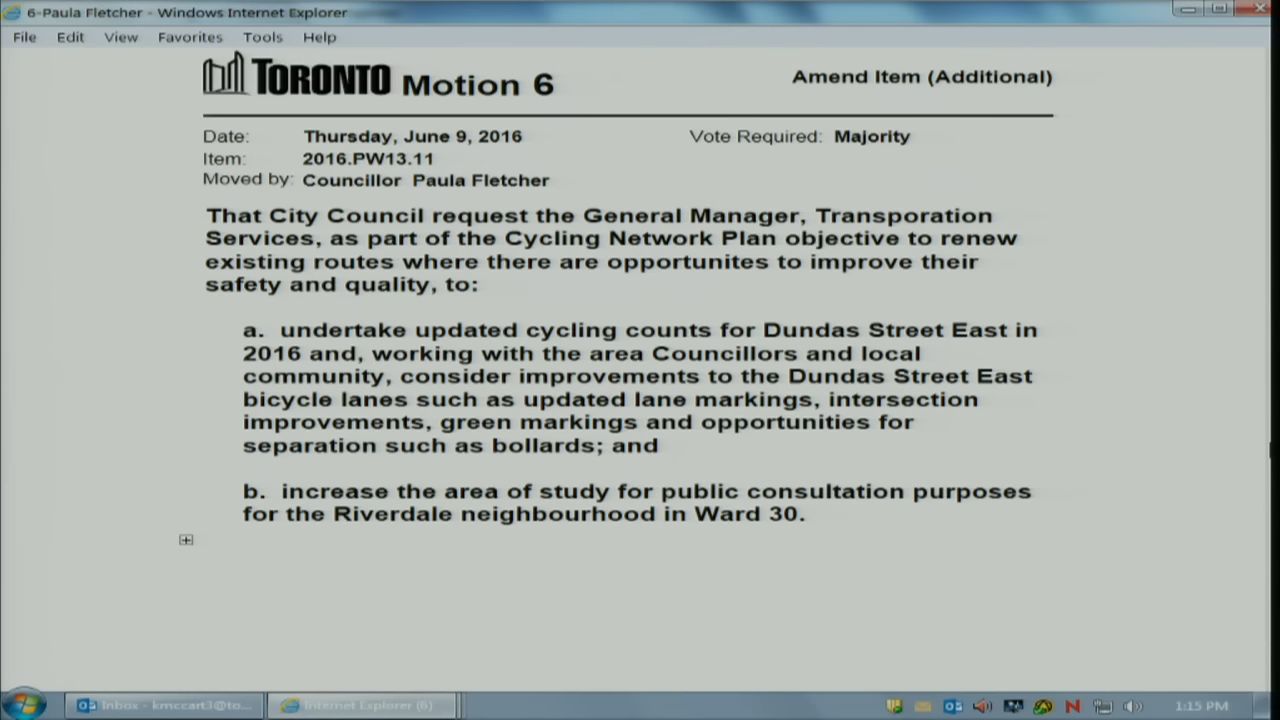 6-Paula Fletcher - Windows Internet Explorer
File Edit View Favorites Tools Help
TORONTO Motion 6
Amend Item (Additional)
Date: Thursday, June 9, 2016
Vote Required: Majority
Item: 2016.PW13.11
Moved by: Councillor Paula Fletcher
That City Council request the General Manager, Transporation
Services, as part of the Cycling Network Plan objective to renew
existing routes where there are opportunites to improve their
safety and quality, to:
a. undertake updated cycling counts for Dundas Street East in
2016 and, working with the area Councillors and local
community, consider improvements to the Dundas Street East
bicycle lanes such as updated lane markings, intersection
improvements, green markings and opportunities for
separation such as bollards; and
b. increase the area of study for public consultation purposes
for the Riverdale neighbourhood in Ward 30.
Inbox - kmccart3@to...
Internet Explorer (6)
1:15 PM